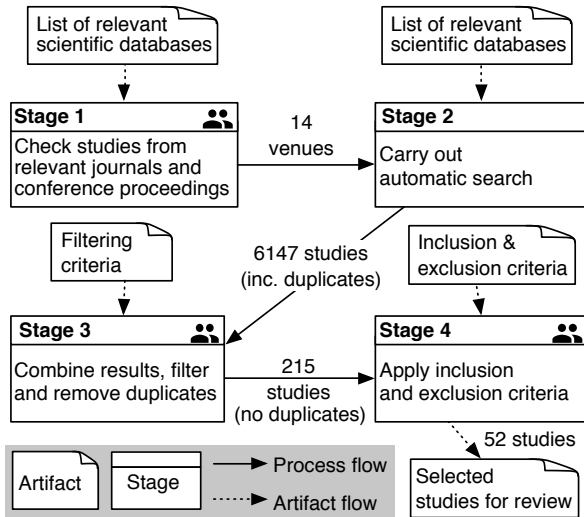 List of relevant
scientific databases
List of relevant
scientific databases
Stage 1
Check studies from
relevant journals and
conference proceedings
14
venues
Stage 2
Carry out
automatic search
Filtering
criteria
6147 studies
(inc. duplicates)
Inclusion &
exclusion criteria
Stage 3
Combine results, filter
and remove duplicates
215
studies
(no duplicates)
Stage 4
Apply inclusion
and exclusion criteria
52 studies
Selected
studies for review
Artifact
Stage
Process flow
Artifact flow